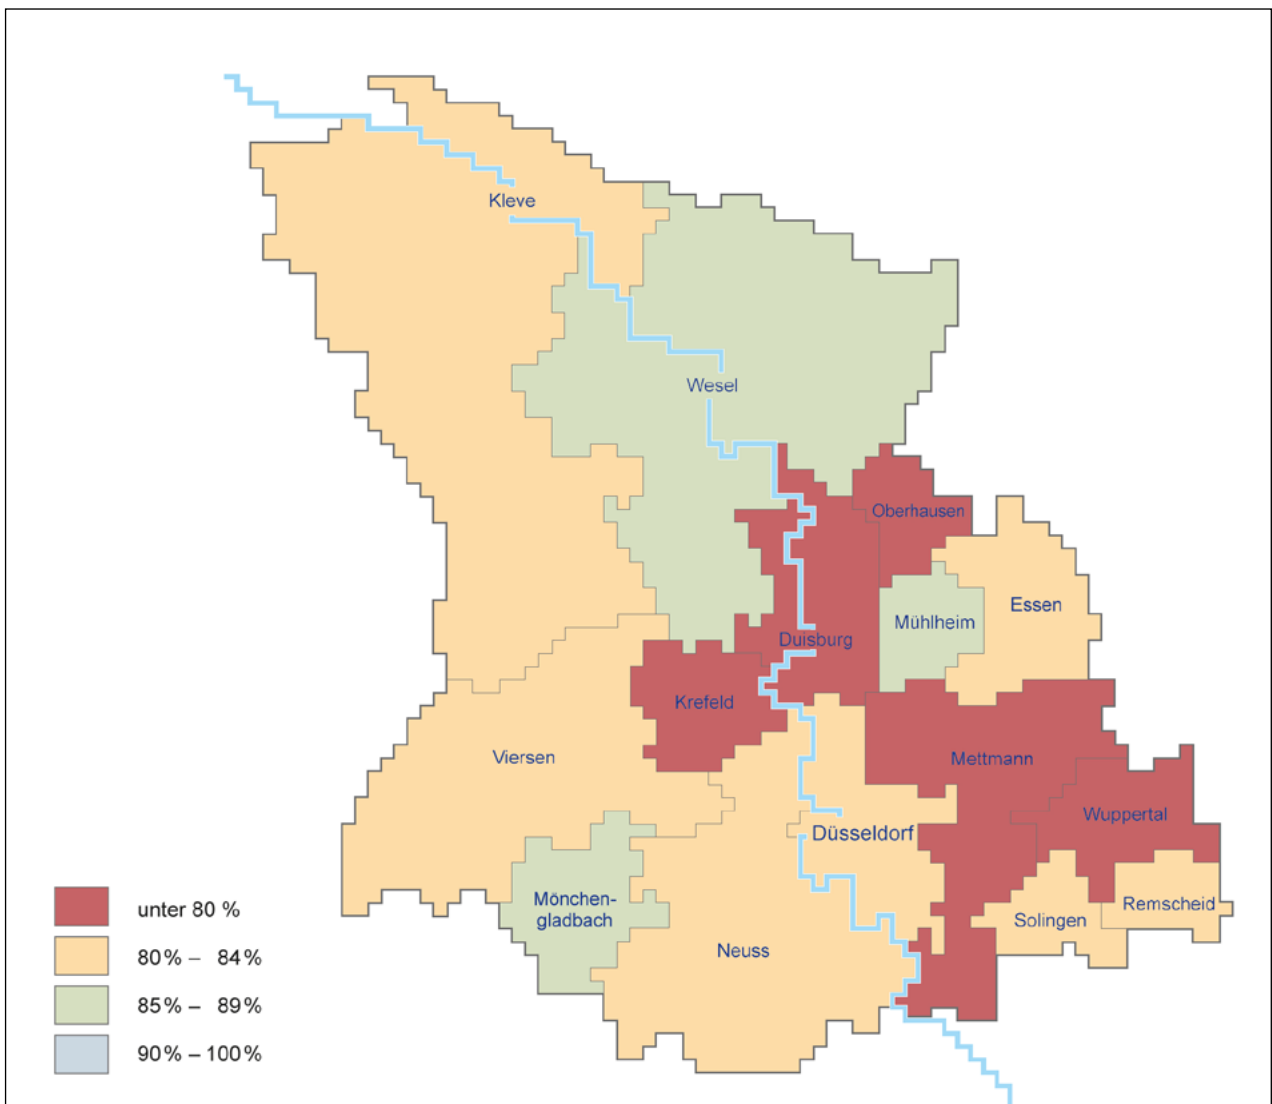 Kleve
Wesel
Oberhausen
Essen
Mühlheim
Duisburg
Krefeld
Viersen
Mettmann
Wuppertal
Düsseldorf
Mönchen-
gladbach
Remscheid
Solingen
Neuss
unter 80 %
80 % – 84 %
85 % – 89 %
90 % – 100 %